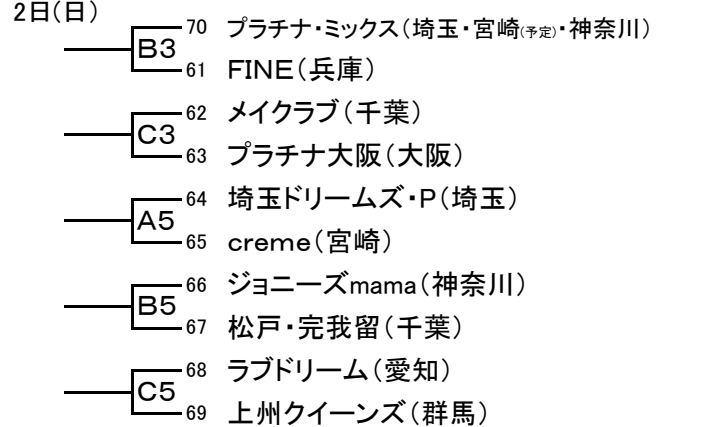 2日(日)
70 プラチナ・ミックス(埼玉・宮崎(予定)・神奈川)
B3
61 FINE(兵庫)
62 メイクラブ(千葉)
C3
63 プラチナ大阪(大阪)
64 埼玉ドリームズ・P(埼玉)
A5
65 creme(宮崎)
66 ジョニーズmama(神奈川)
B5
67 松戸・完我留(千葉)
68 ラブドリーム(愛知)
C5
69 上州クイーンズ(群馬)